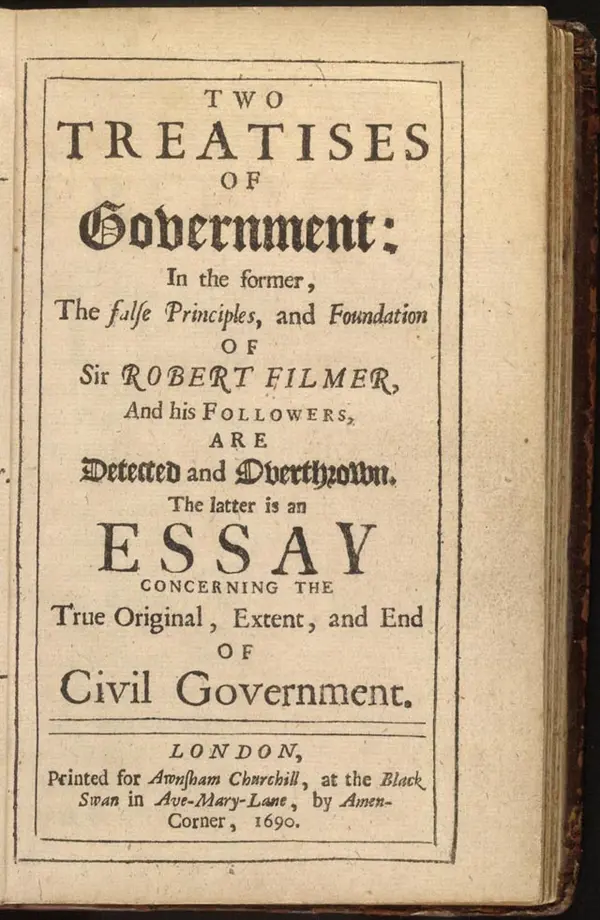 TWO
TREATISES
OF
Government:
In the former,
The falſe Principles, and Foundation
OF
Sir ROBERT FILMER,
And his FOLLOWERS,
ARE
Detected and Overthrown.
The latter is an
ESSAY
CONCERNING THE
True Original, Extent, and End
OF
Civil Government.
LONDON,
Printed for Awnſham Churchill, at the Black
Swan in Ave-Mary-Lane, by Amen-
Corner, 1690.